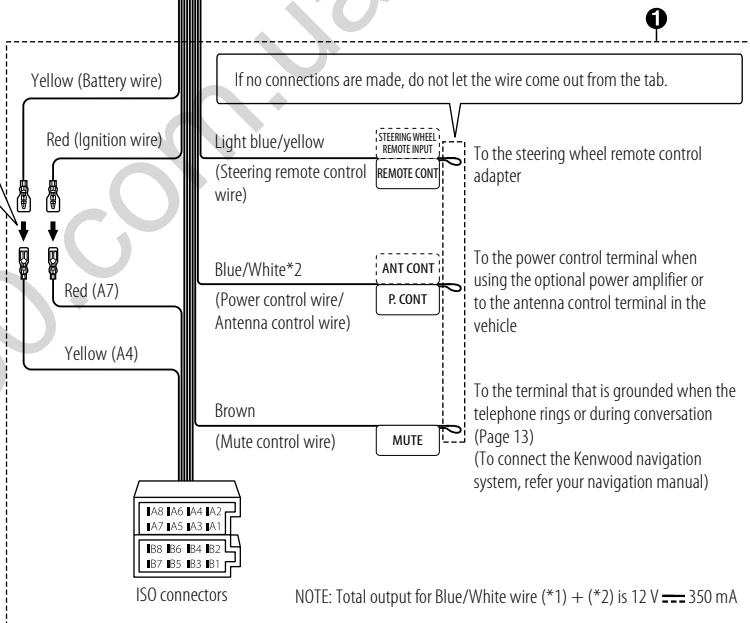 ❶
If no connections are made, do not let the wire come out from the tab.
Yellow (Battery wire)
Red (Ignition wire)
Light blue/yellow
(Steering remote control
wire)
STEERING WHEEL
REMOTE INPUT
REMOTE CONT
To the steering wheel remote control
adapter
Blue/White*2
(Power control wire/
Antenna control wire)
ANT CONT
P. CONT
To the power control terminal when
using the optional power amplifier or
to the antenna control terminal in the
vehicle
Red (A7)
Yellow (A4)
Brown
(Mute control wire)
MUTE
To the terminal that is grounded when the
telephone rings or during conversation
(Page 13)
(To connect the Kenwood navigation
system, refer your navigation manual)
A8 A6 A4 A2
A7 A5 A3 A1
B8 B6 B4 B2
B7 B5 B3 B1
ISO connectors
NOTE: Total output for Blue/White wire (*1) + (*2) is 12 V ⎓ 350 mA
.com.ua